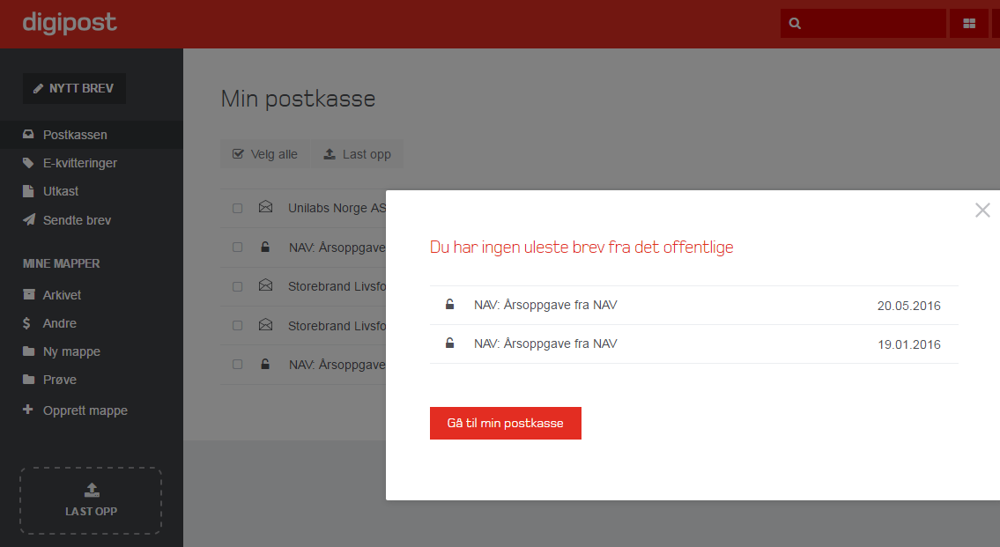 digipost
NYTT BREV
Postkassen
E-kvitteringer
Utkast
Sendte brev
MINE MAPPER
Arkivet
Andre
Ny mappe
Prøve
Opprett mappe
LAST OPP
Min postkasse
Velg alle
Last opp
Unilabs Norge AS
NAV: Årsoppgave
Storebrand Livsfo
Storebrand Livsfo
NAV: Årsoppgave
Du har ingen uleste brev fra det offentlige
NAV: Årsoppgave fra NAV 20.05.2016
NAV: Årsoppgave fra NAV 19.01.2016
Gå til min postkasse